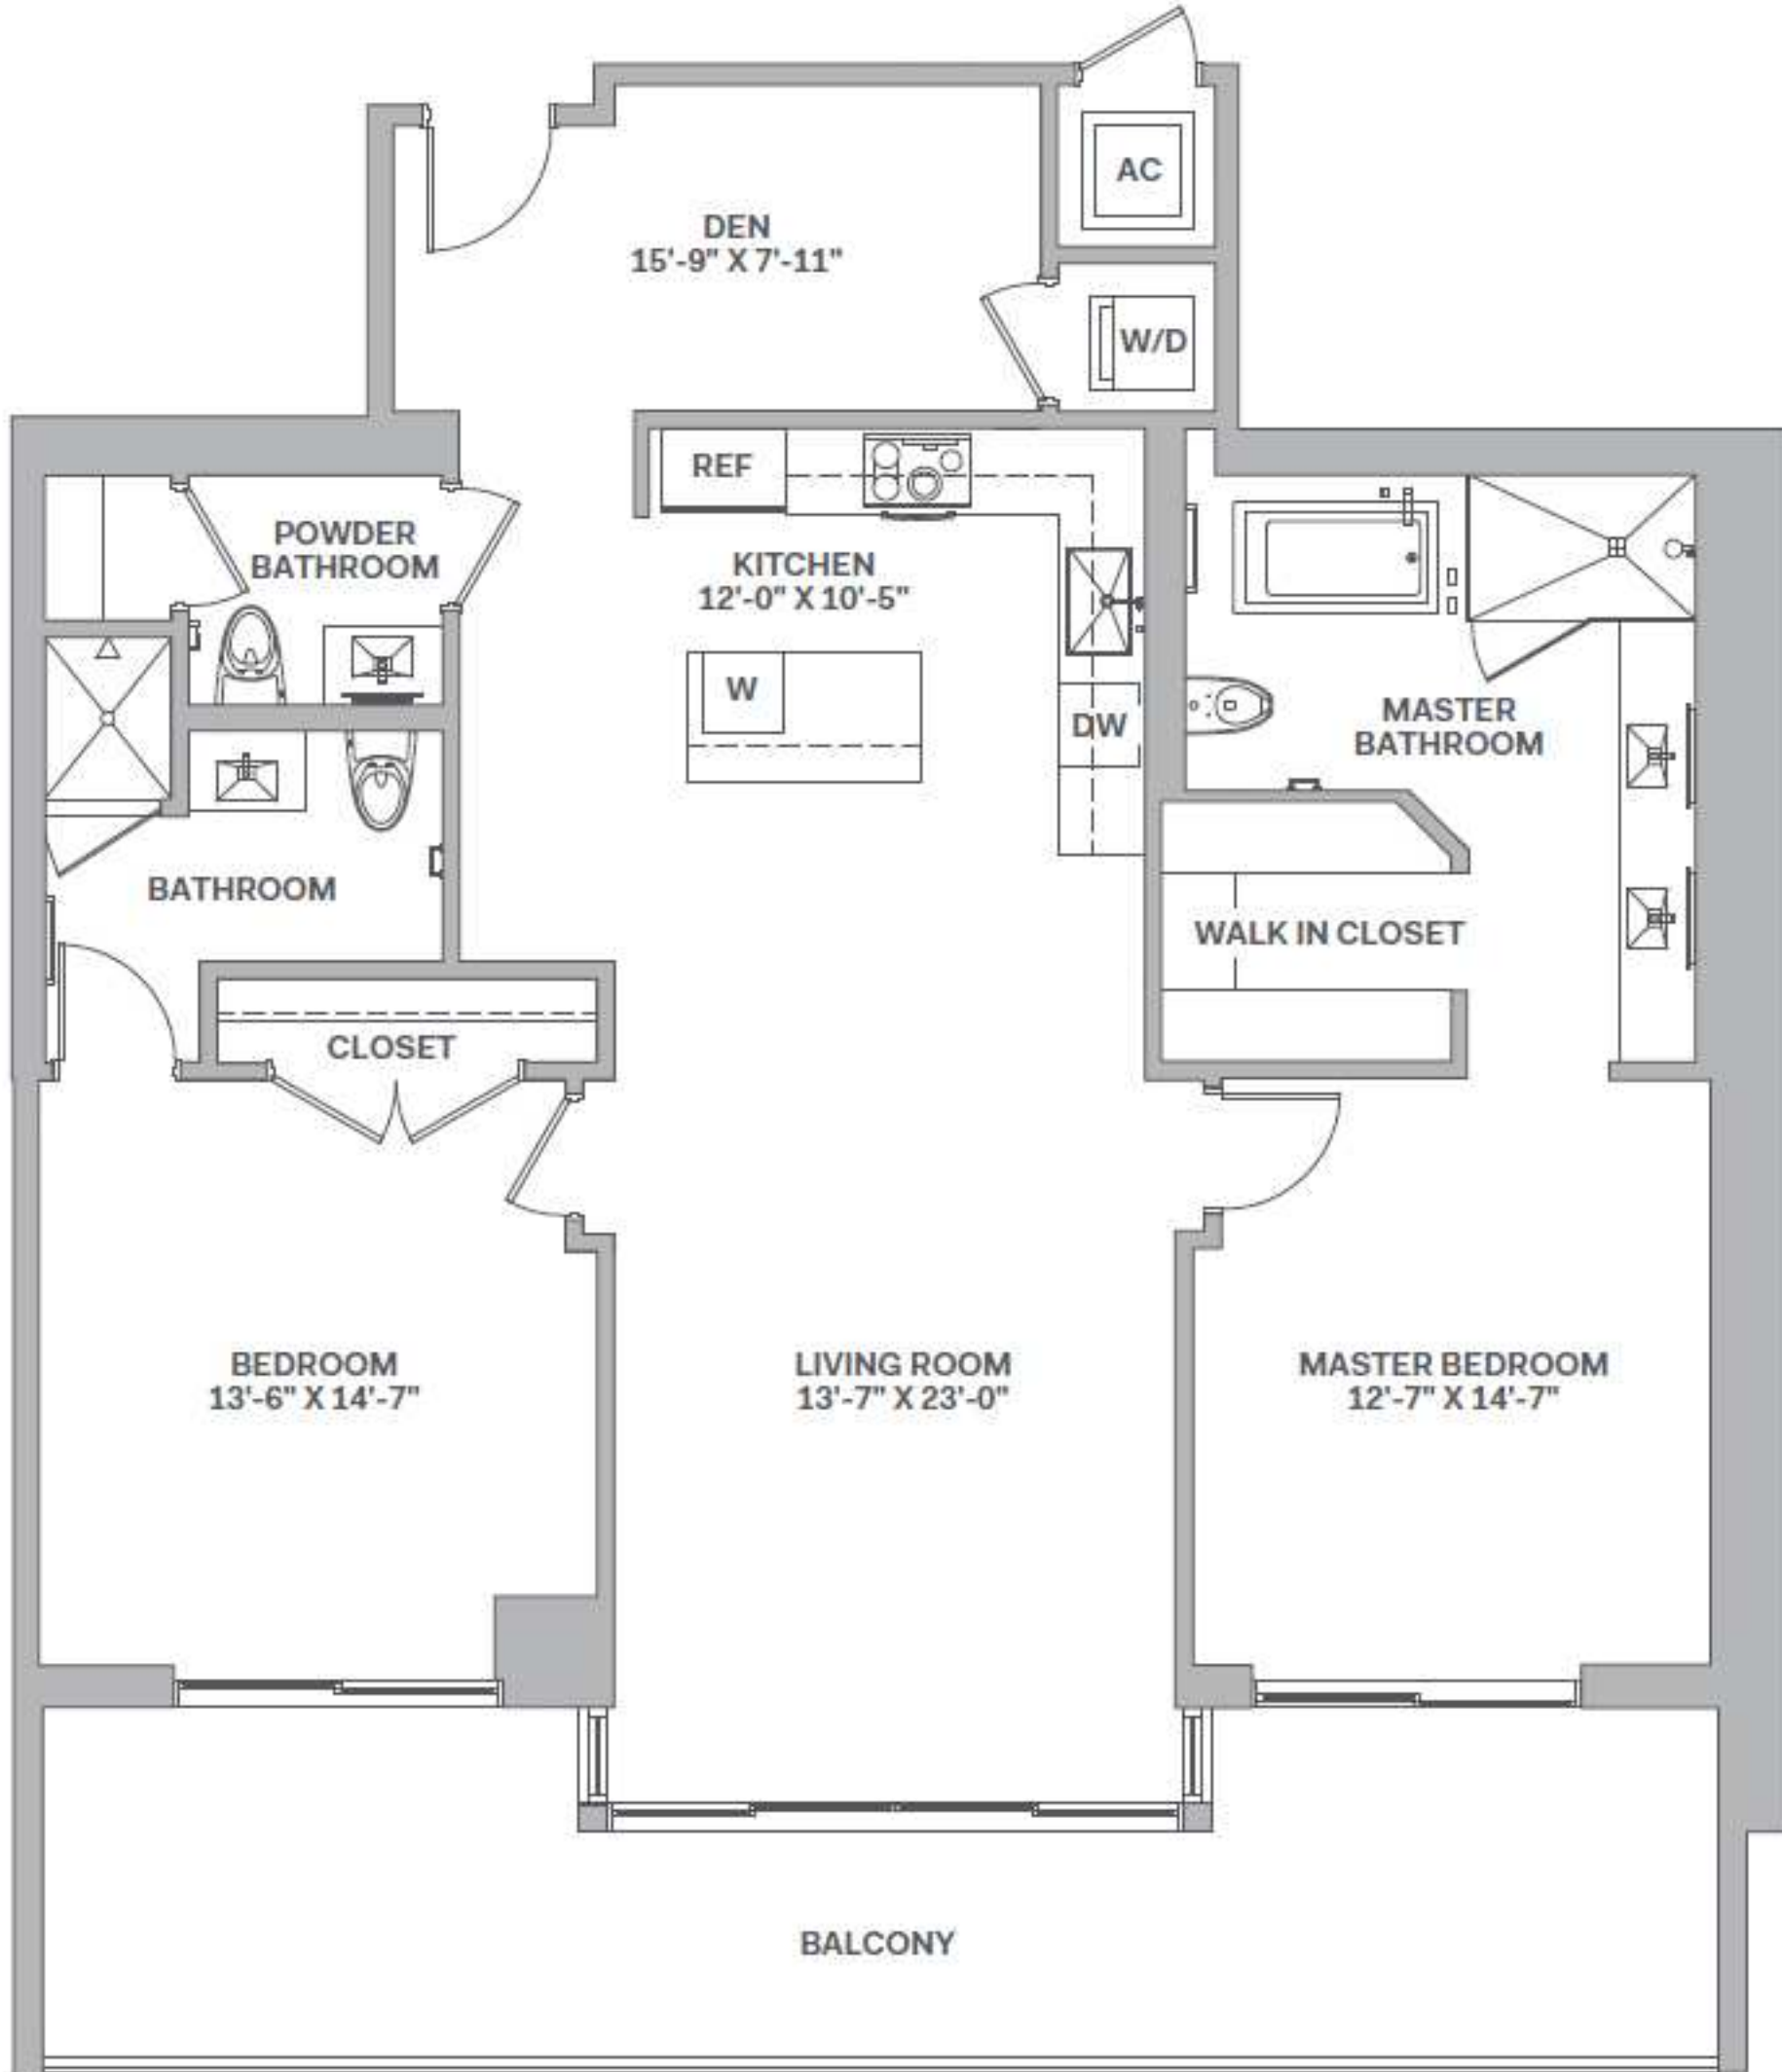 AC
DEN
15'-9" X 7'-11"
W/D
REF
POWDER
BATHROOM
KITCHEN
12'-0" X 10'-5"
W
DW
MASTER
BATHROOM
BATHROOM
WALK IN CLOSET
CLOSET
BEDROOM
13'-6" X 14'-7"
LIVING ROOM
13'-7" X 23'-0"
MASTER BEDROOM
12'-7" X 14'-7"
BALCONY